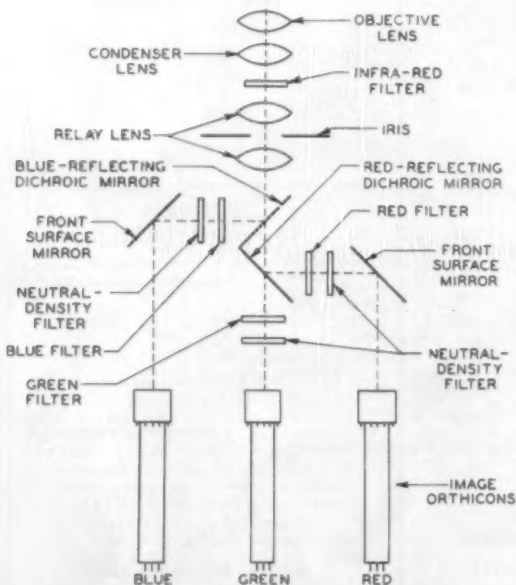 OBJECTIVE
LENS
CONDENSER
LENS
INFRA-RED
FILTER
RELAY LENS
IRIS
BLUE-REFLECTING
DICHROIC MIRROR
RED-REFLECTING
DICHROIC MIRROR
RED FILTER
FRONT
SURFACE
MIRROR
FRONT
SURFACE
MIRROR
NEUTRAL-
DENSITY
FILTER
BLUE FILTER
GREEN
FILTER
NEUTRAL-
DENSITY
FILTER
IMAGE
ORTHICONS
BLUE
GREEN
RED